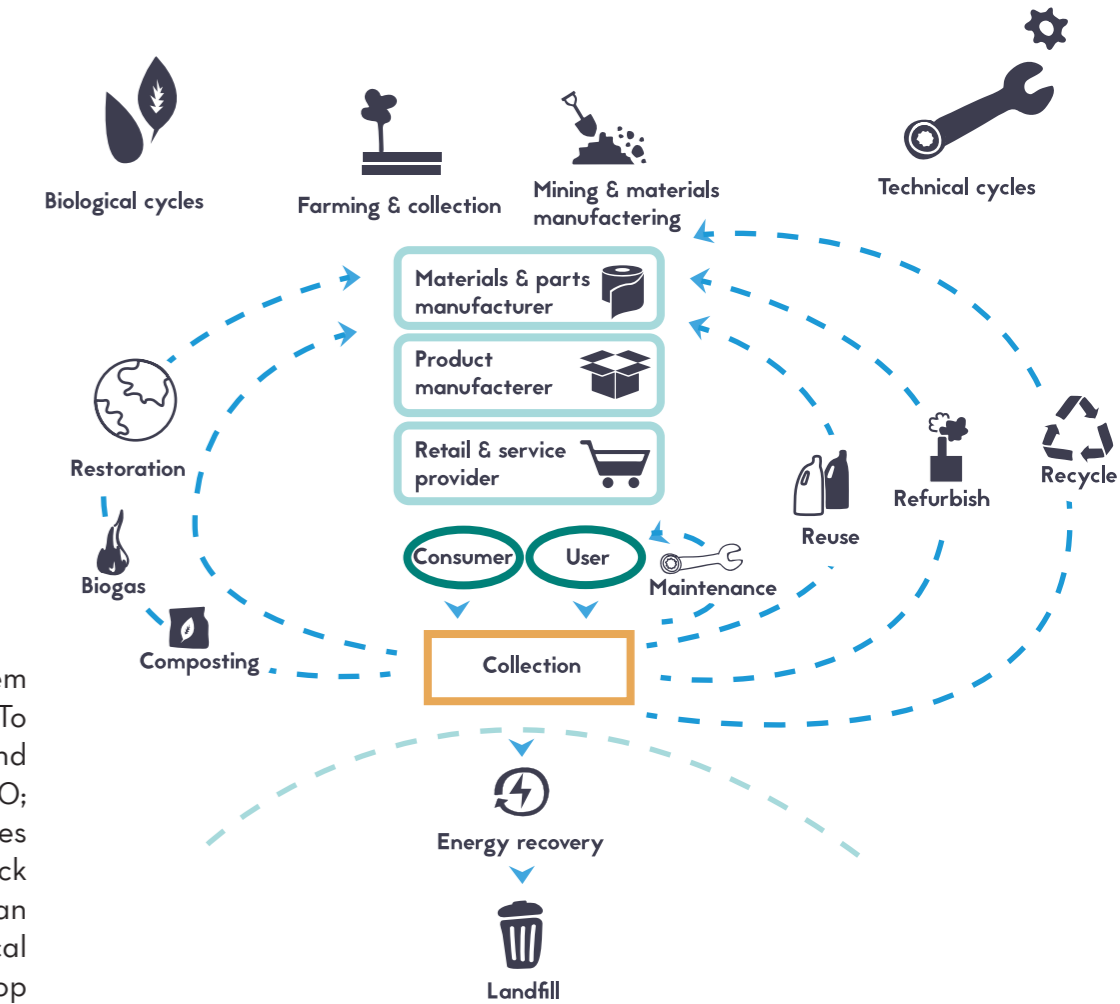 Biological cycles
Farming & collection
Mining & materials
manufactering
Technical cycles
Materials & parts
manufacturer
Product
manufacterer
Retail & service
provider
Restoration
Biogas
Composting
Consumer
User
Maintenance
Reuse
Refurbish
Recycle
Collection
Energy recovery
Landfill
em
To
nd
O;
es
ck
an
cal
op